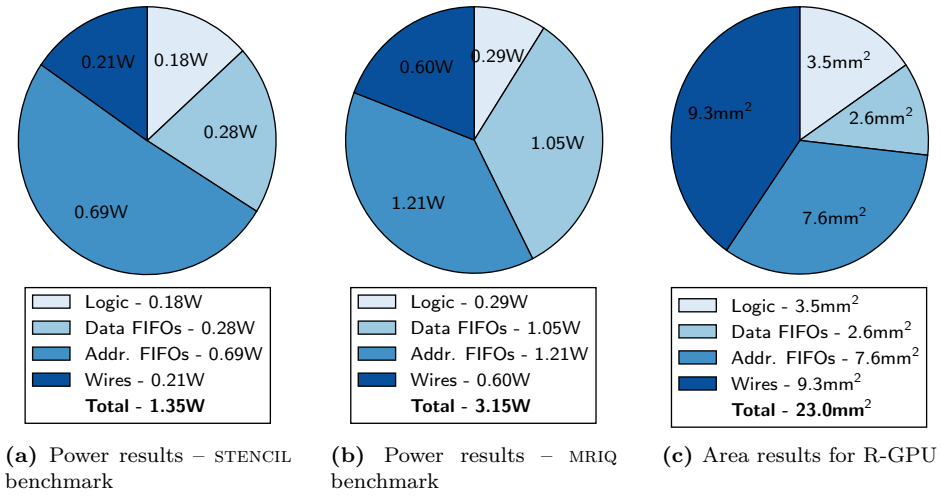 0.18W
0.28W
0.69W
0.21W
Logic - 0.18W
Data FIFOs - 0.28W
Addr. FIFOs - 0.69W
Wires - 0.21W
Total - 1.35W
(a) Power results – STENCIL
benchmark
0.29W
1.05W
1.21W
0.60W
Logic - 0.29W
Data FIFOs - 1.05W
Addr. FIFOs - 1.21W
Wires - 0.60W
Total - 3.15W
(b) Power results – MRIQ
benchmark
3.5mm²
2.6mm²
7.6mm²
9.3mm²
Logic - 3.5mm²
Data FIFOs - 2.6mm²
Addr. FIFOs - 7.6mm²
Wires - 9.3mm²
Total - 23.0mm²
(c) Area results for R-GPU